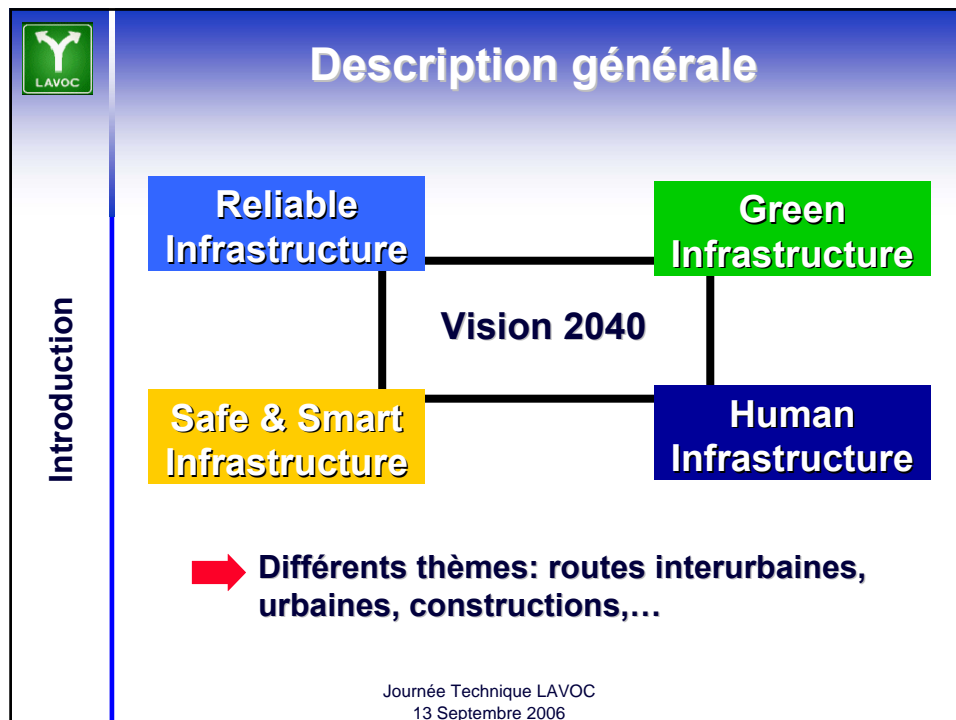 LAVOC
Description générale
Reliable
Infrastructure
Green
Infrastructure
Vision 2040
Safe & Smart
Infrastructure
Human
Infrastructure
Introduction
Différents thèmes: routes interurbaines,
urbaines, constructions,…
Journée Technique LAVOC
13 Septembre 2006